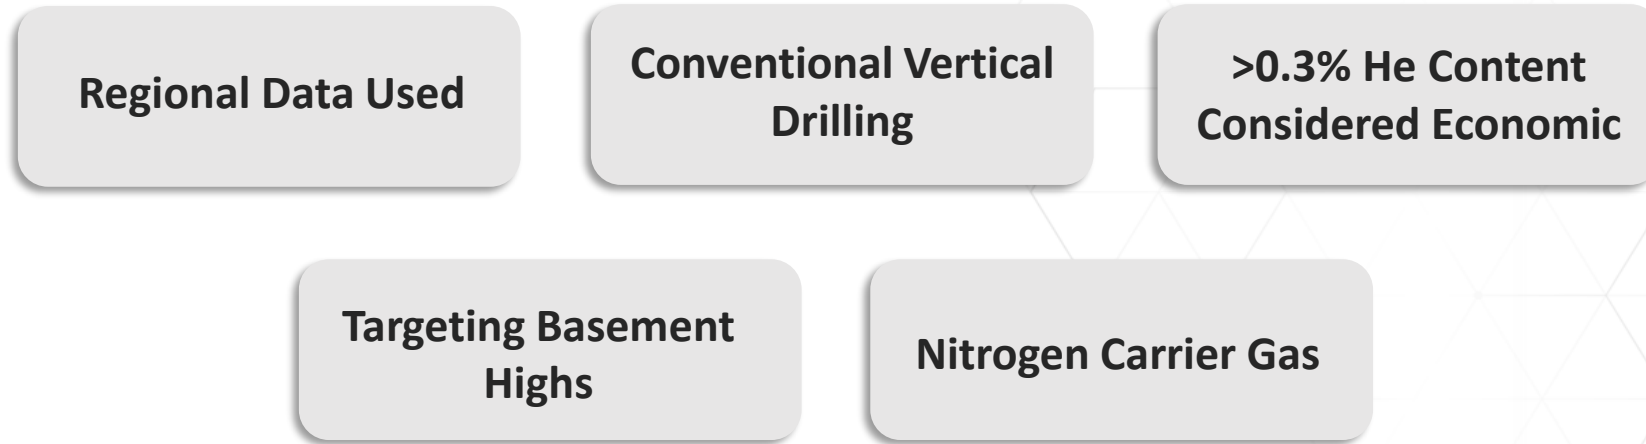 Regional Data Used
Conventional Vertical
Drilling
>0.3% He Content
Considered Economic
Targeting Basement
Highs
Nitrogen Carrier Gas